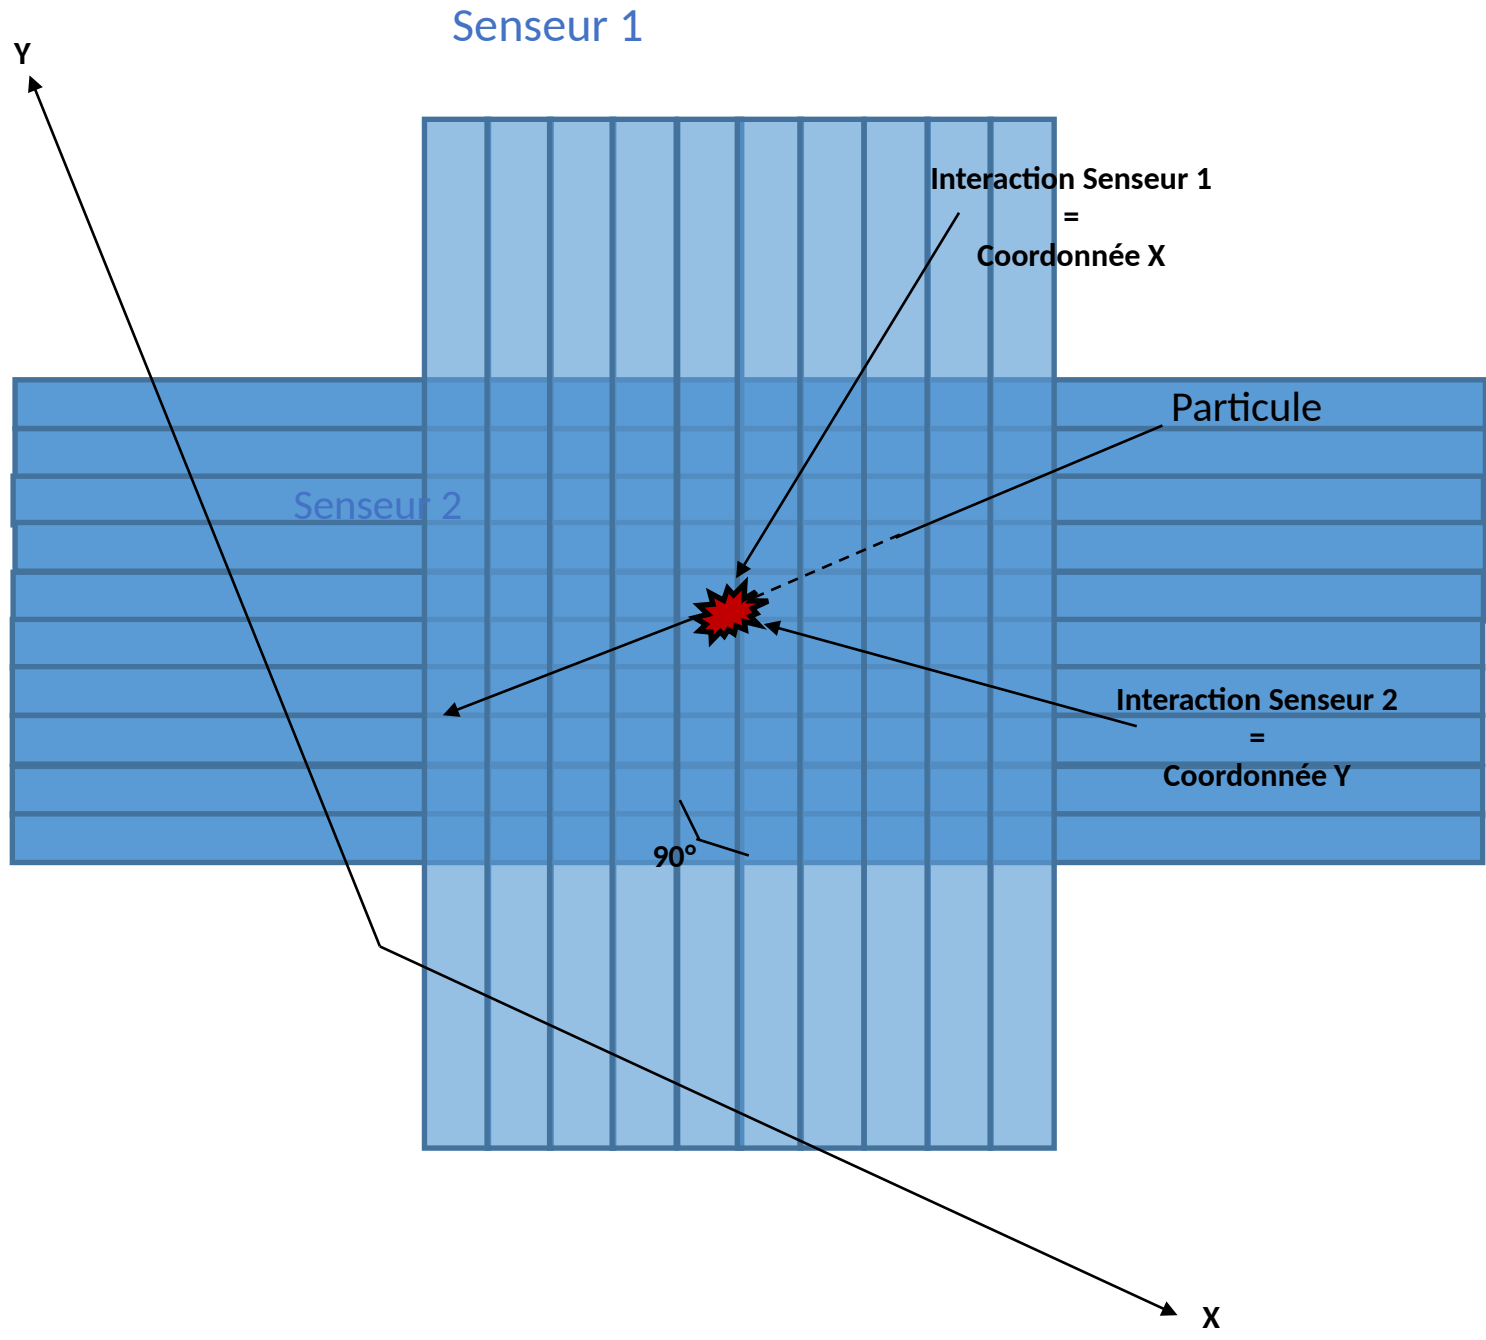 Senseur 1
Y
Interaction Senseur 1
=
Coordonnée X
Particule
Senseur 2
Interaction Senseur 2
=
Coordonnée Y
90°
X